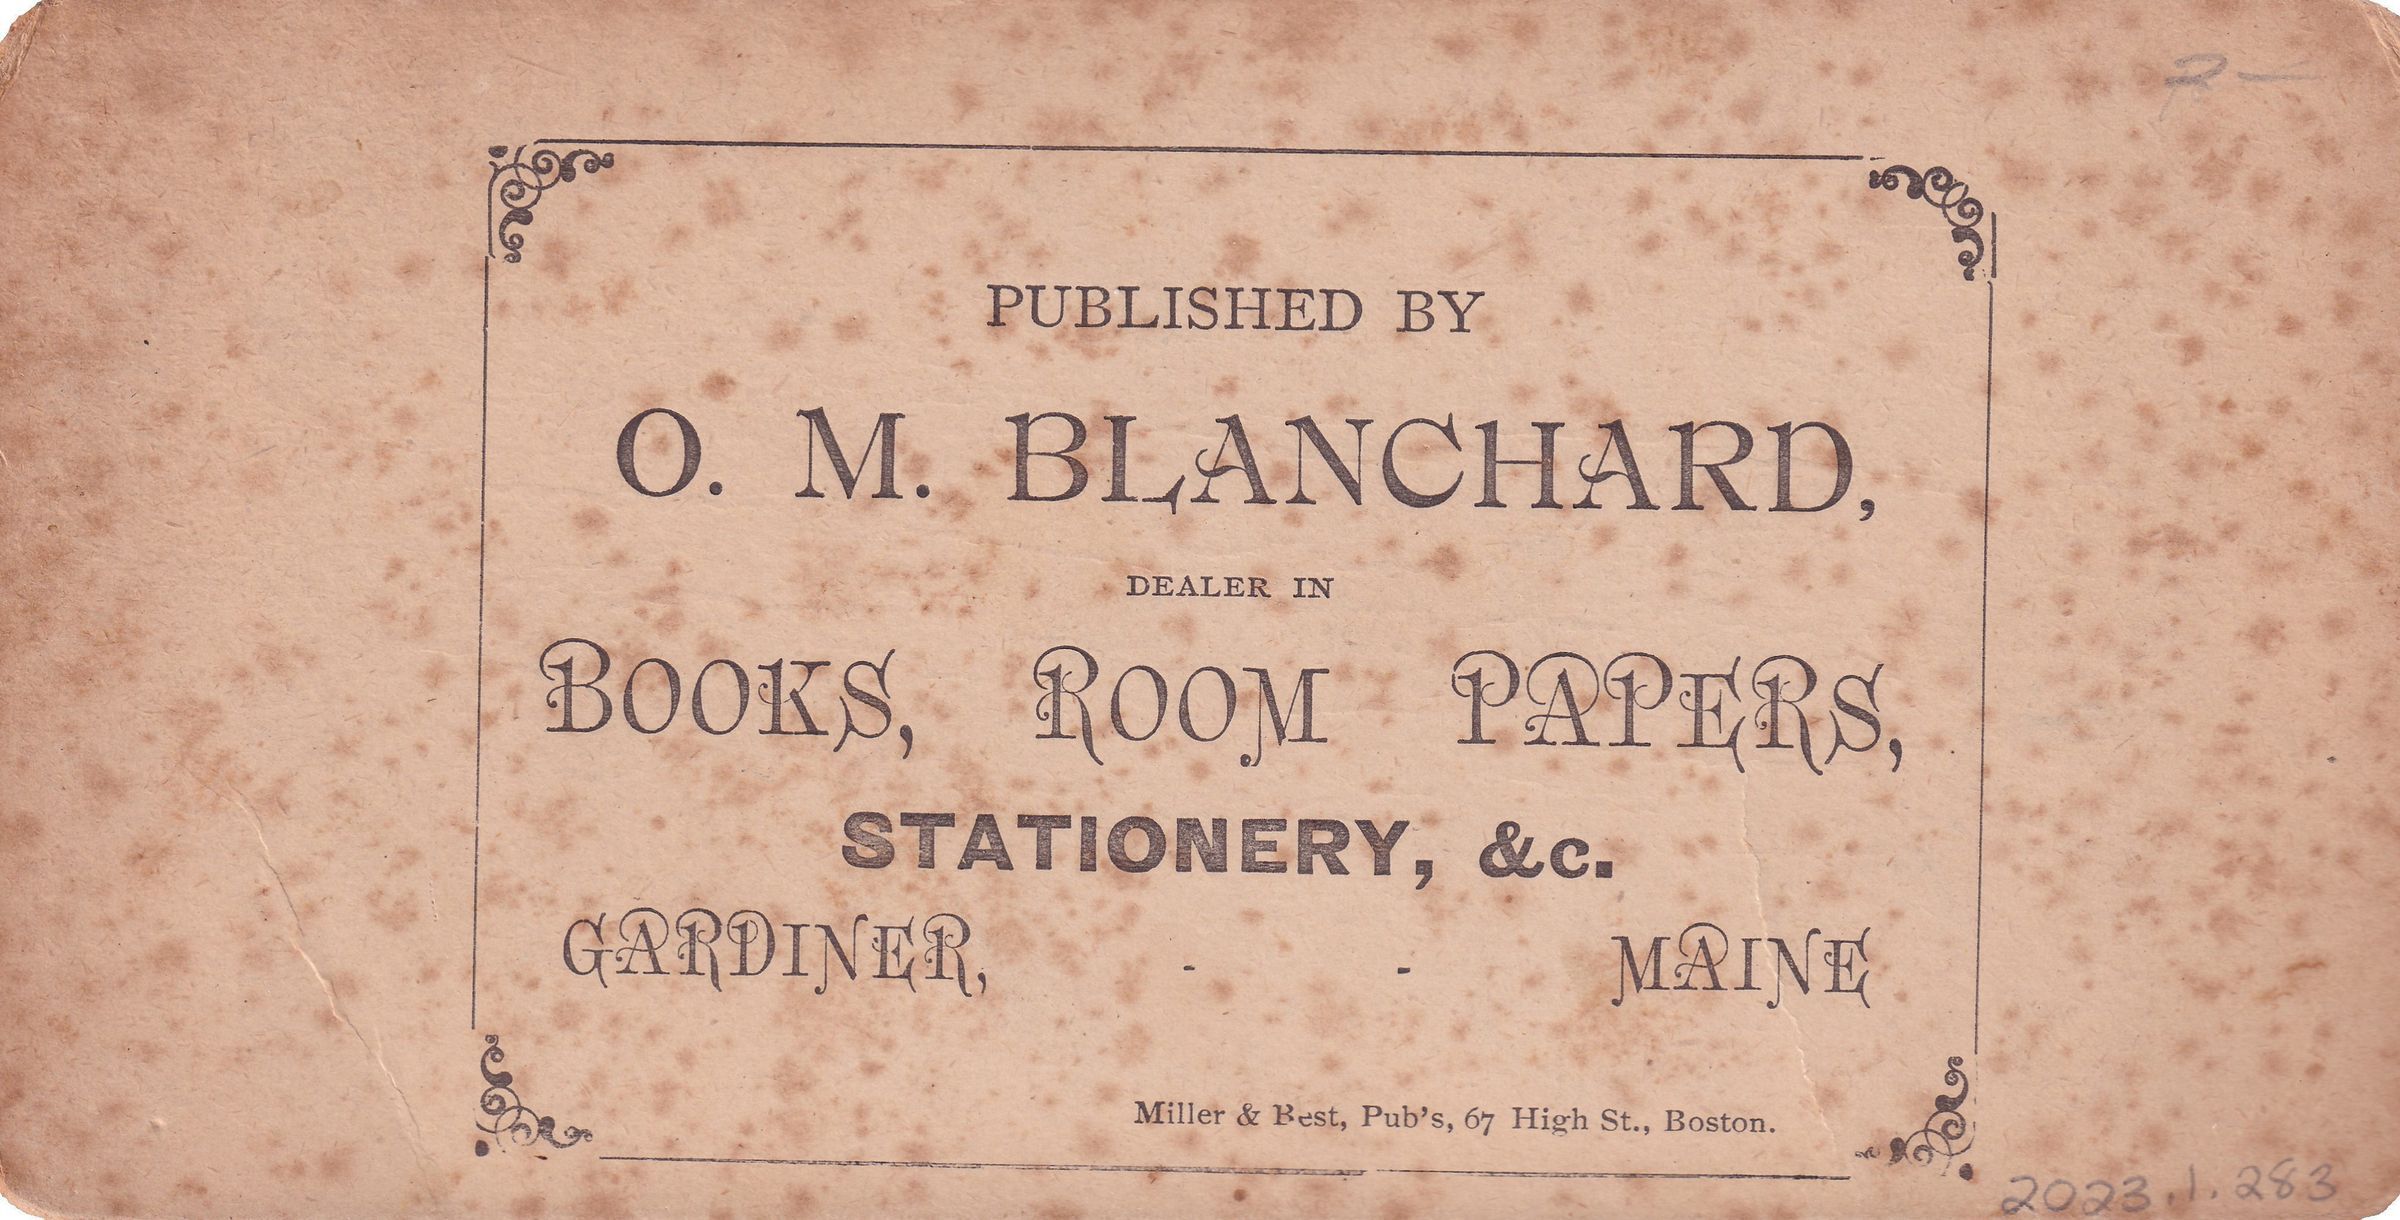 7 —
PUBLISHED BY
O. M. BLANCHARD,
DEALER IN
BOOKS, ROOM PAPERS,
STATIONERY, &c.
GARDINER, - - MAINE
Miller & Best, Pub's, 67 High St., Boston.
2023.1.283